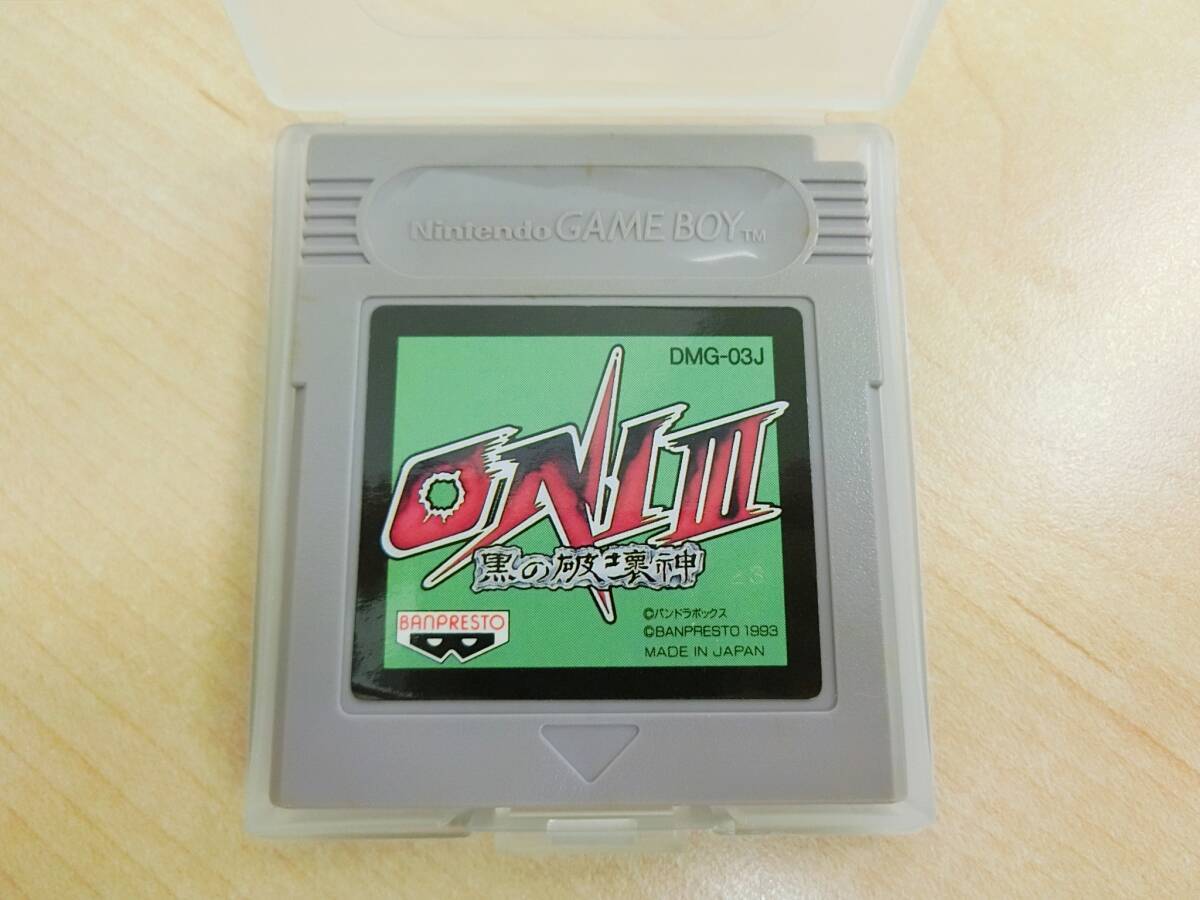 Nintendo GAME BOY TM
DMG-03J
ONI III
黒の破壊神
BANPRESTO
©パンドラボックス
©BANPRESTO 1993
MADE IN JAPAN